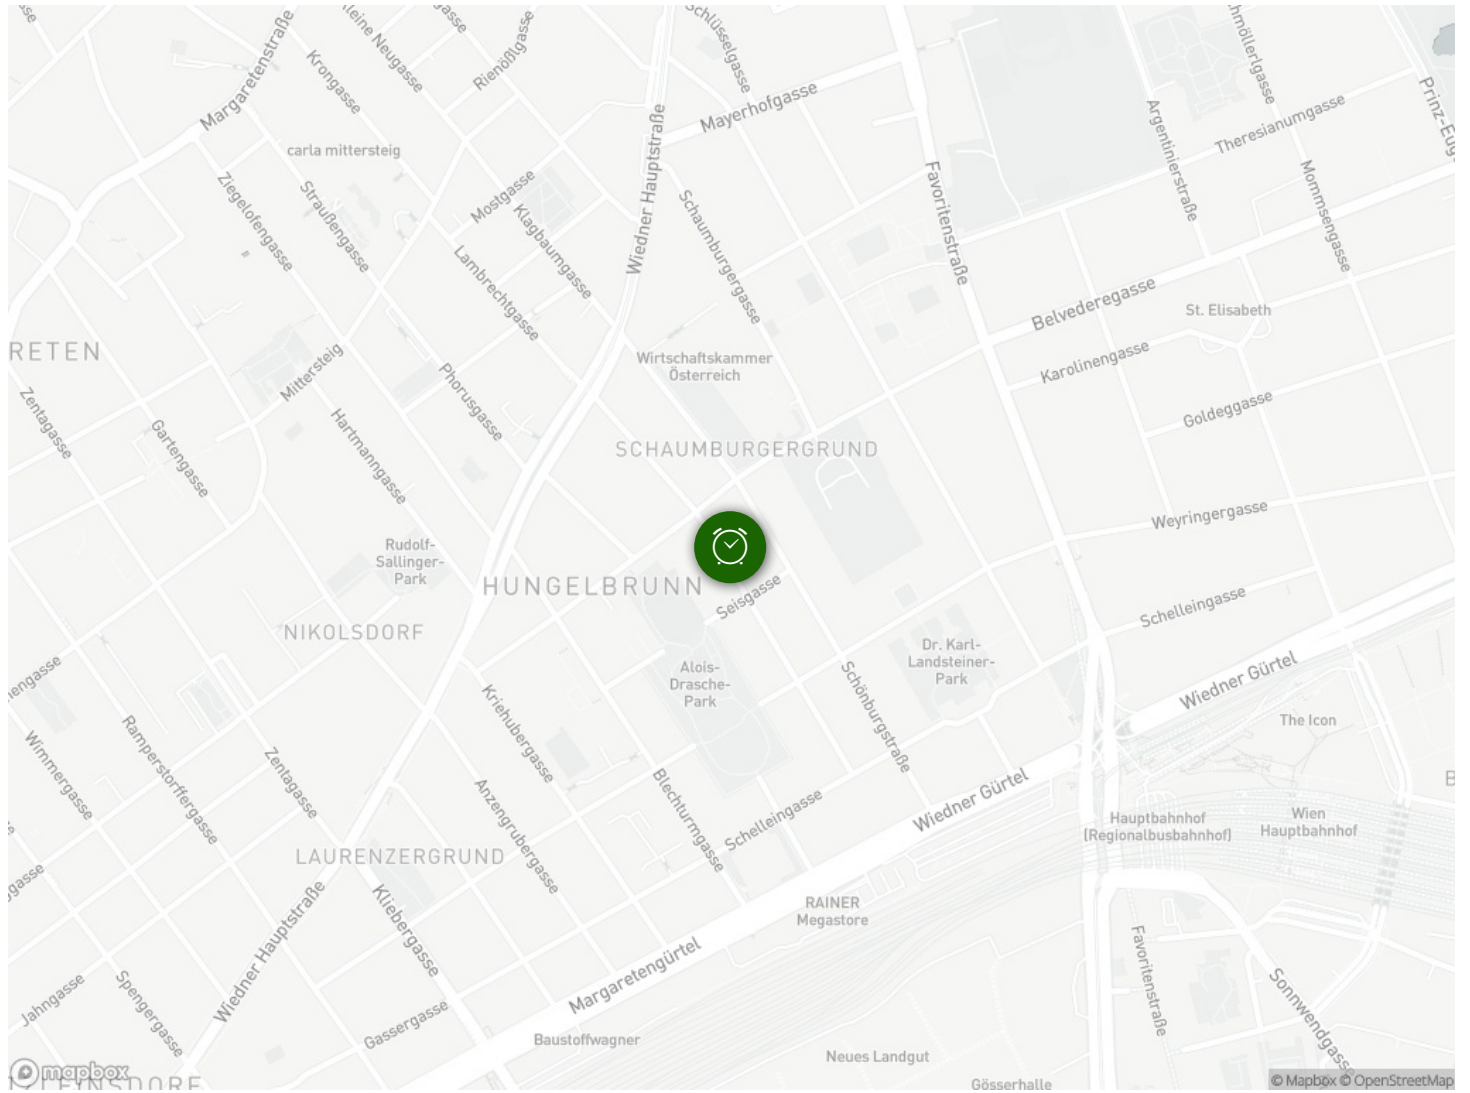 Margaretenstraße
Krongasse
Kleine Neugasse
Rienößlgasse
Schlüsselgasse
Mayerhofgasse
Wiedner Hauptstraße
Favoritenstraße
Argentinierstraße
Theresianumgasse
Prinz-Eug
Mommsengasse
carla mittersteig
Ziegelofengasse
Straußengasse
Mostgasse
Klagbaumgasse
Lambrechtgasse
Schaumburgergasse
Belvederegasse
St. Elisabeth
Karolinengasse
Goldeggasse
RETEN
Mittersteig
Zentagasse
Gartengasse
Hartmanngasse
Phorusgasse
Wirtschaftskammer
Österreich
SCHAUMBURGERGRUND
Weyringergasse
Rudolf-
Sallinger-
Park
HUNGELBRUNN
Seisgasse
NIKOLSDORF
Schelleingasse
Dr. Karl-
Landsteiner-
Park
Alois-
Drasche-
Park
Schönburgstraße
Wiedner Gürtel
The Icon
Kriehubergasse
Ramperstorffergasse
Wimmergasse
Zentagasse
Anzengrubergasse
Blechturmgasse
Schelleingasse
Wiedner Gürtel
Hauptbahnhof
(Regionalbusbahnhof)
Wien
Hauptbahnhof
LAURENZERGRUND
Kliebergasse
Wiedner Hauptstraße
RAINER
Megastore
Margaretengürtel
Favoritenstraße
Sonnwendgasse
Jahngasse
Spengergasse
Gassergasse
Baustoffwagner
Neues Landgut
Gösserhalle
mapbox
© Mapbox © OpenStreetMap